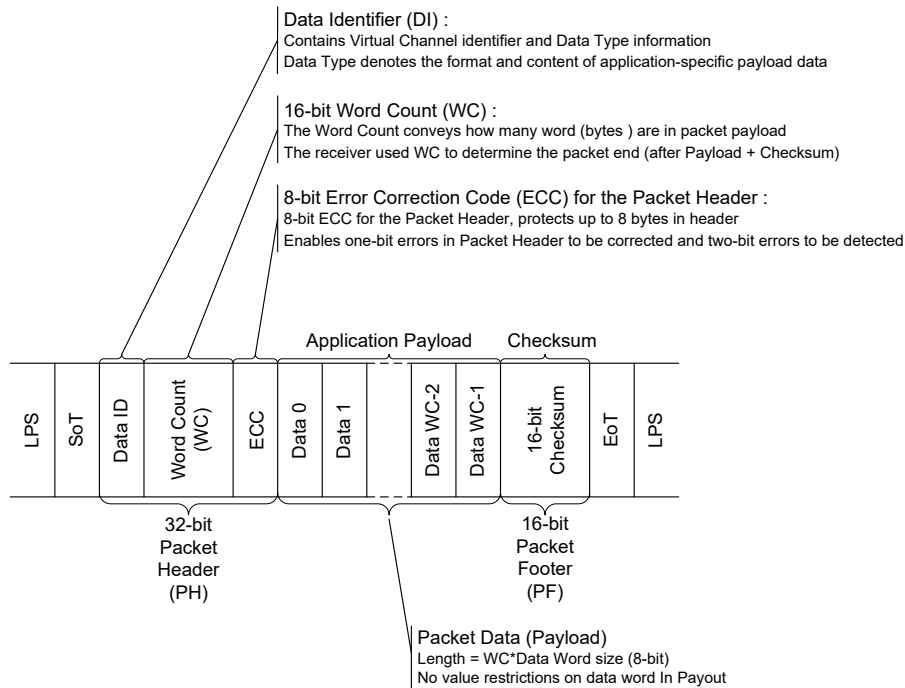 Data Identifier (DI) :
Contains Virtual Channel identifier and Data Type information
Data Type denotes the format and content of application-specific payload data
16-bit Word Count (WC) :
The Word Count conveys how many word (bytes ) are in packet payload
The receiver used WC to determine the packet end (after Payload + Checksum)
8-bit Error Correction Code (ECC) for the Packet Header :
8-bit ECC for the Packet Header, protects up to 8 bytes in header
Enables one-bit errors in Packet Header to be corrected and two-bit errors to be detected
Application Payload
Checksum
LPS
SoT
Data ID
Word Count
(WC)
ECC
Data 0
Data 1
Data WC-2
Data WC-1
16-bit
Checksum
EoT
LPS
32-bit
Packet
Header
(PH)
16-bit
Packet
Footer
(PF)
Packet Data (Payload)
Length = WC*Data Word size (8-bit)
No value restrictions on data word In Payout